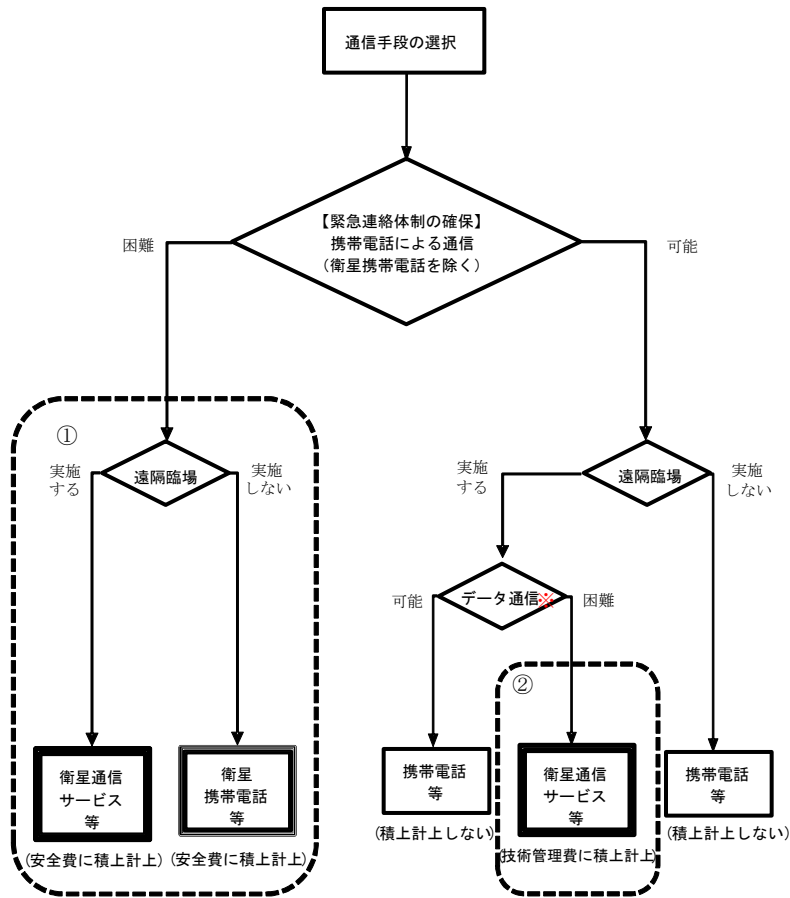 通信手段の選択
【緊急連絡体制の確保】
携帯電話による通信
（衛星携帯電話を除く）
困難
可能
①
遠隔臨場
実施
する
実施
しない
遠隔臨場
実施
する
実施
しない
データ通信※
可能
困難
②
衛星通信
サービス
等
(安全費に積上計上)
衛星
携帯電話
等
(安全費に積上計上)
携帯電話
等
(積上計上しない)
衛星通信
サービス
等
(技術管理費に積上計上)
携帯電話
等
(積上計上しない)